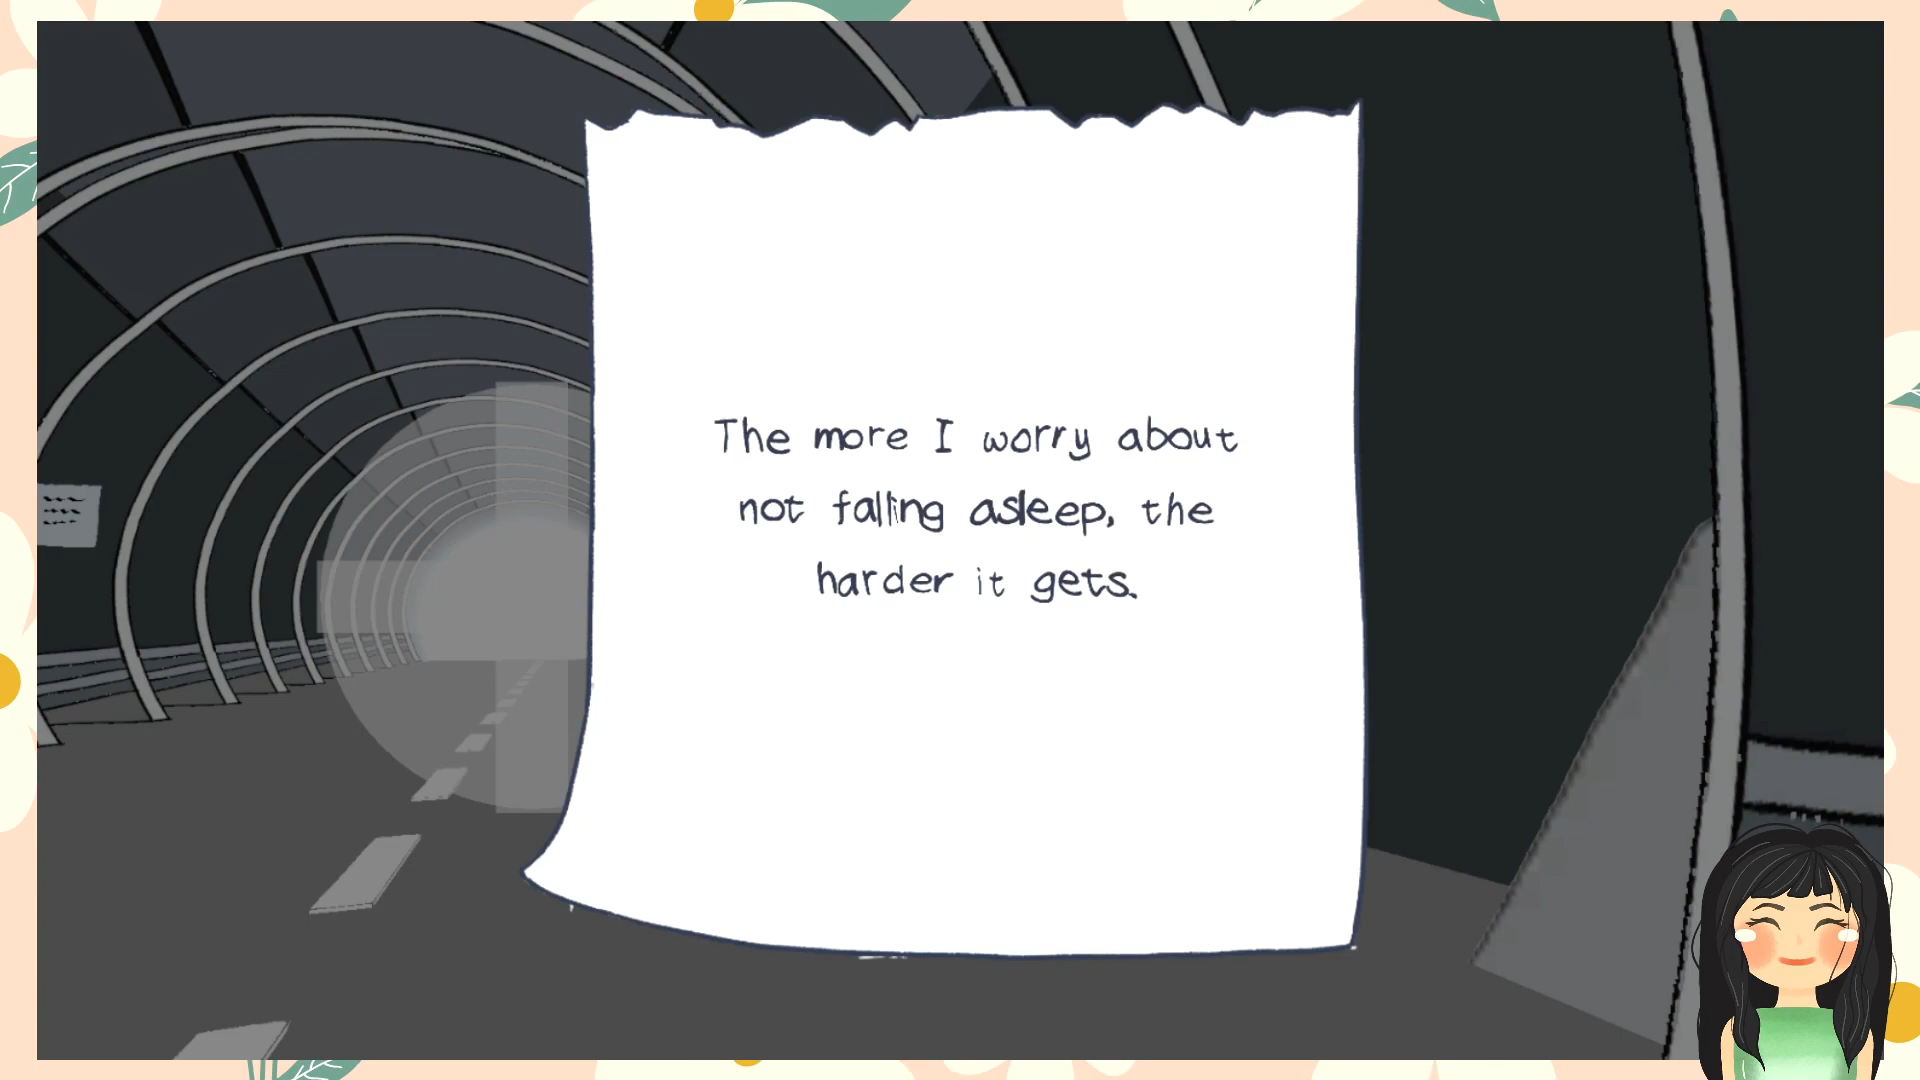 The more I worry about
not falling asleep, the
harder it gets.